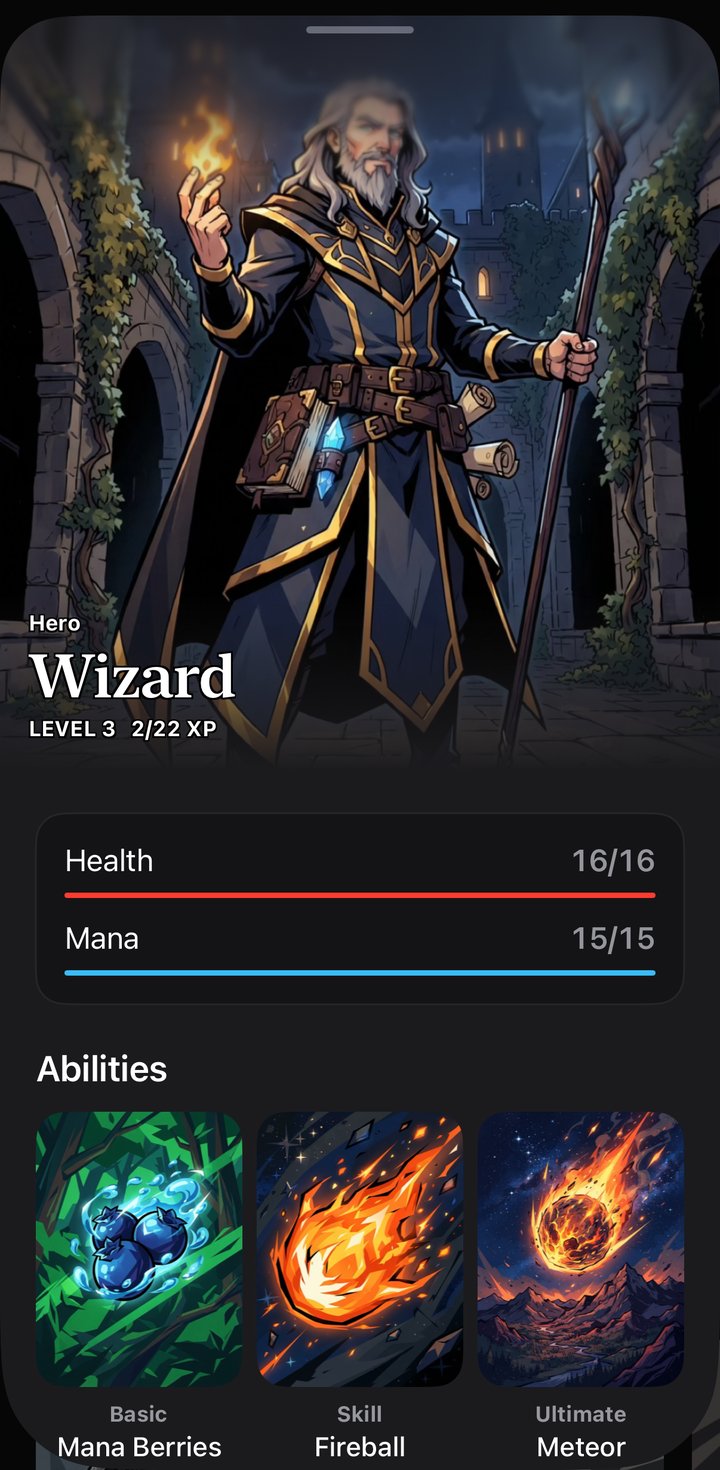 Hero
Wizard
LEVEL 3 2/22 XP
Health 16/16
Mana 15/15
Abilities
Basic Skill Ultimate
Mana Berries Fireball Meteor